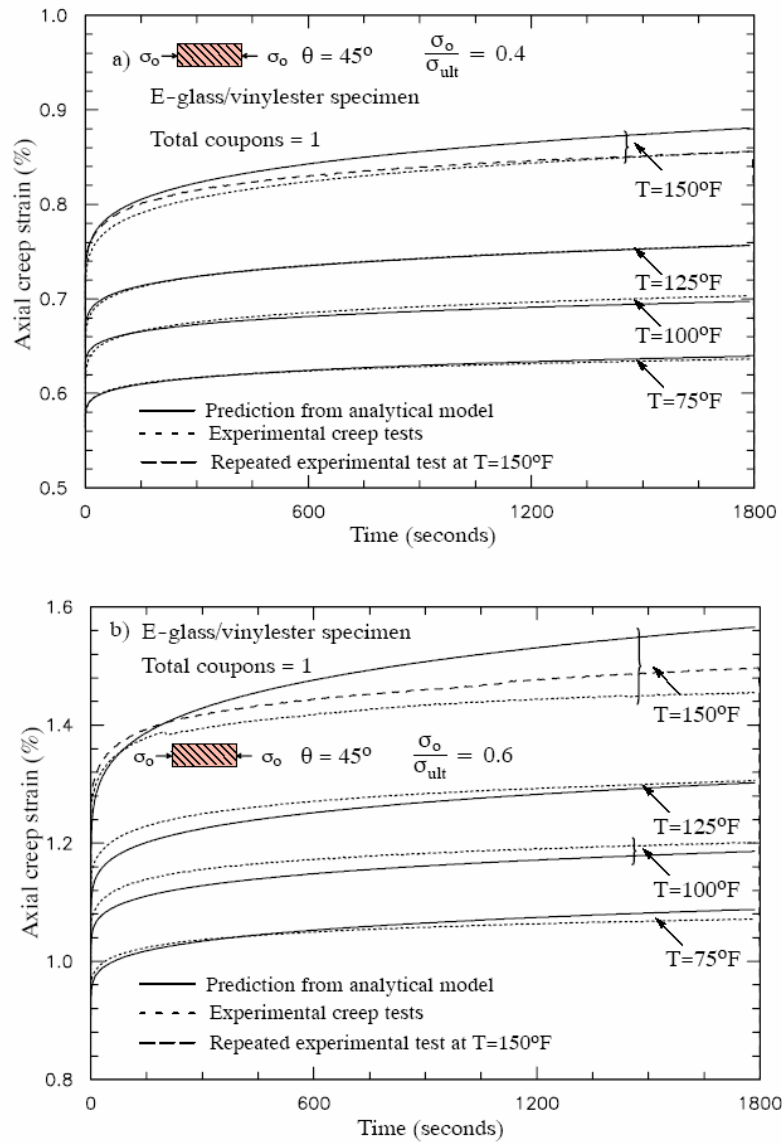 1.0
a) σo σo θ = 45o σo/σult = 0.4
E-glass/vinylester specimen
0.9
Total coupons = 1
T=150oF
0.8
Axial creep strain (%)
T=125oF
0.7
T=100oF
T=75oF
0.6
Prediction from analytical model
Experimental creep tests
Repeated experimental test at T=150oF
0.5
0 600 1200 1800
Time (seconds)
1.6
b) E-glass/vinylester specimen
Total coupons = 1
T=150oF
1.4
σo σo θ = 45o σo/σult = 0.6
Axial creep strain (%)
T=125oF
1.2
T=100oF
T=75oF
1.0
Prediction from analytical model
Experimental creep tests
Repeated experimental test at T=150oF
0.8
0 600 1200 1800
Time (seconds)